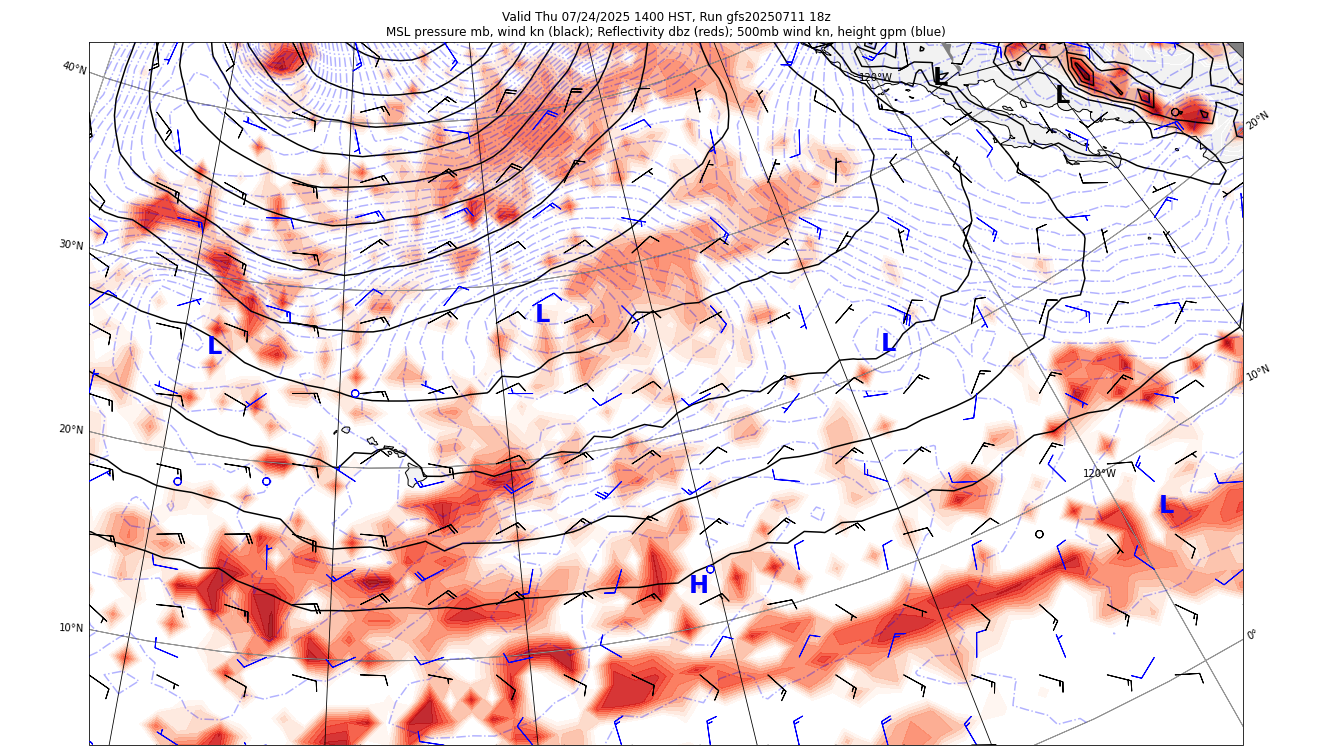 Valid Thu 07/24/2025 1400 HST, Run gfs20250711 18z
MSL pressure mb, wind kn (black); Reflectivity dbz (reds); 500mb wind kn, height gpm (blue)
40°N
120°W
L
L
20°N
30°N
L
L
L
10°N
20°N
120°W
L
H
10°N
0°